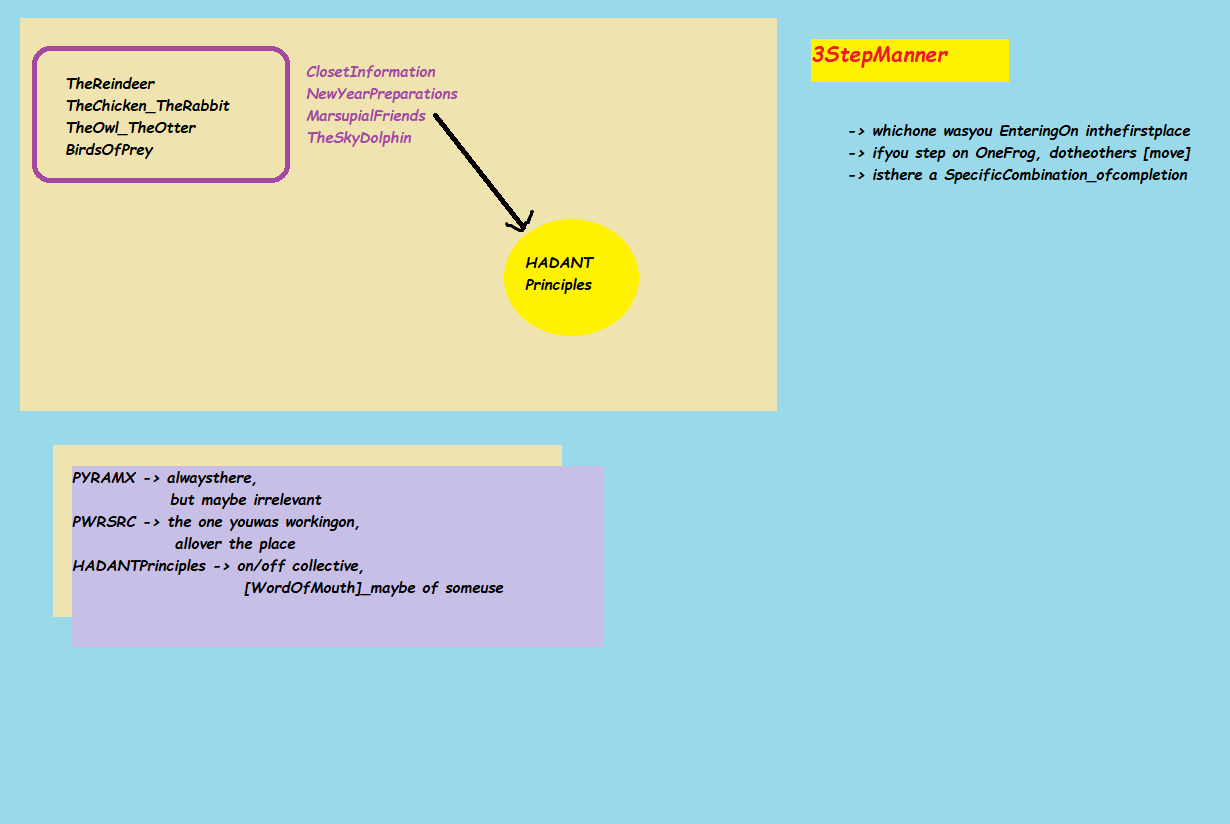 TheReindeer
TheChicken_TheRabbit
TheOwl_TheOtter
BirdsOfPrey
ClosetInformation
NewYearPreparations
MarsupialFriends
TheSkyDolphin
HADANT
Principles
3StepManner
-> whichone wasyou EnteringOn inthefirstplace
-> ifyou step on OneFrog, dotheothers [move]
-> isthere a SpecificCombination_ofcompletion
PYRAMX -> alwaysthere,
but maybe irrelevant
PWRSRC -> the one youwas workingon,
allover the place
HADANTPrinciples -> on/off collective,
[WordOfMouth]_maybe of someuse